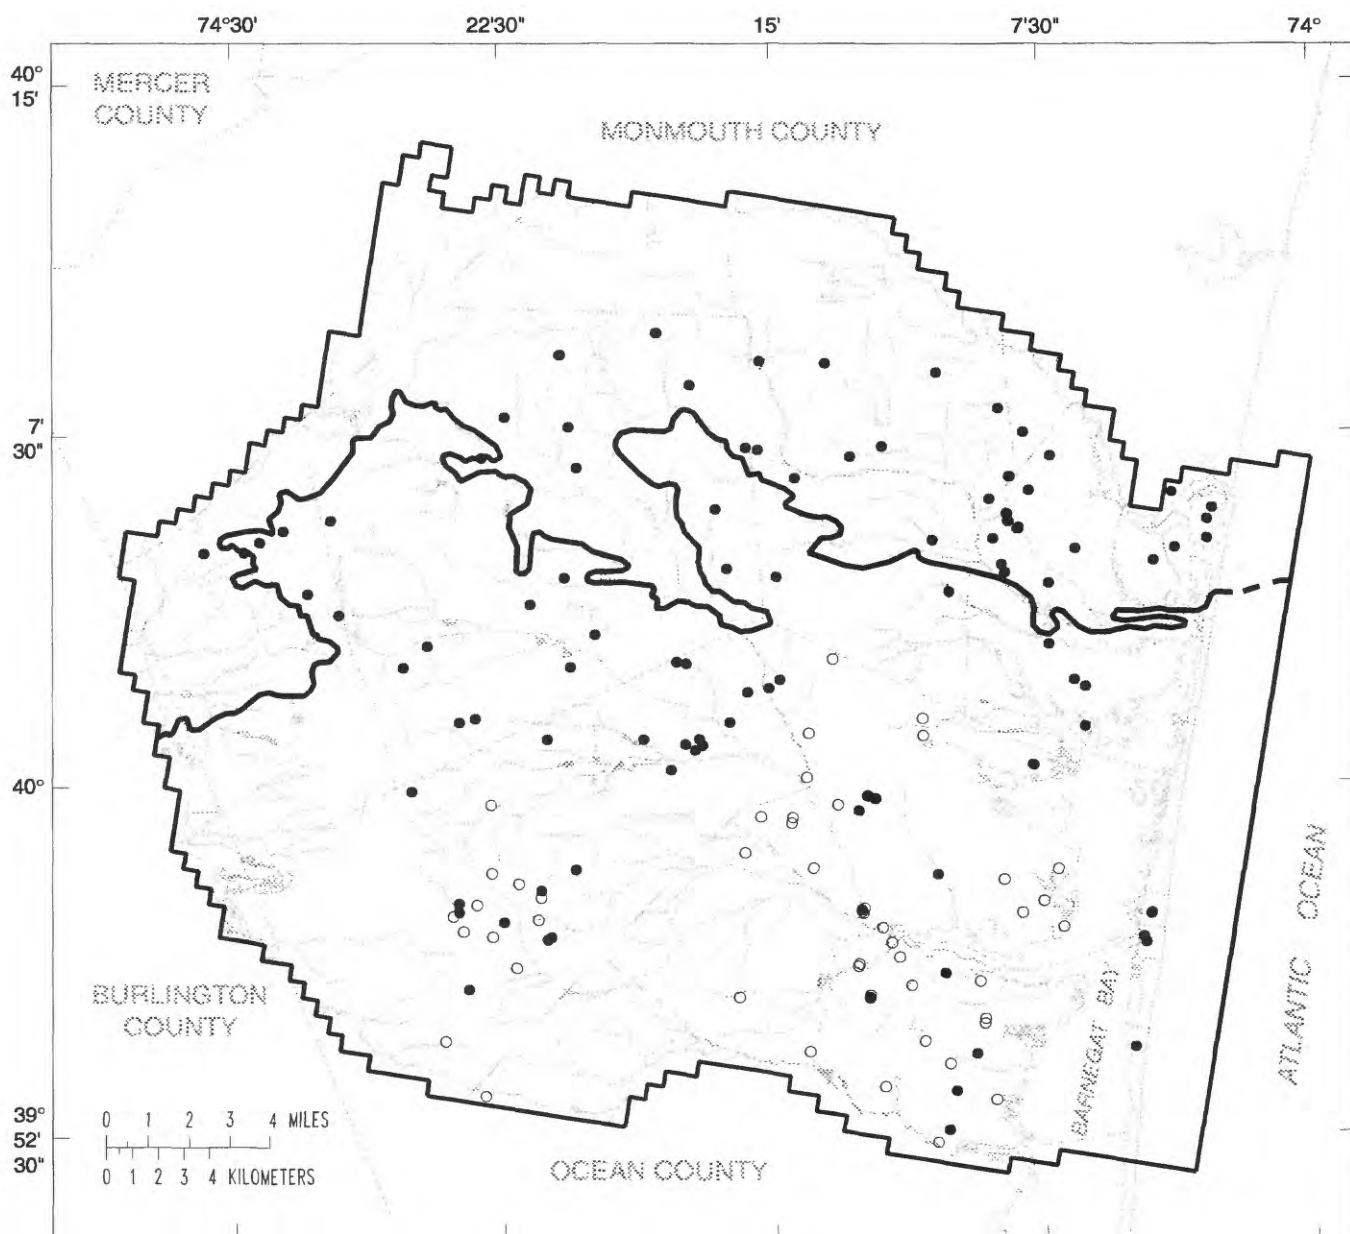 74°30' 22'30" 15' 7'30" 74°
40°
15'
MERCER
COUNTY
MONMOUTH COUNTY
7'
30"
40°
BURLINGTON
COUNTY
BARNEGAT BAY
ATLANTIC OCEAN
39°
52'
30"
0 1 2 3 4 MILES
0 1 2 3 4 KILOMETERS
OCEAN COUNTY